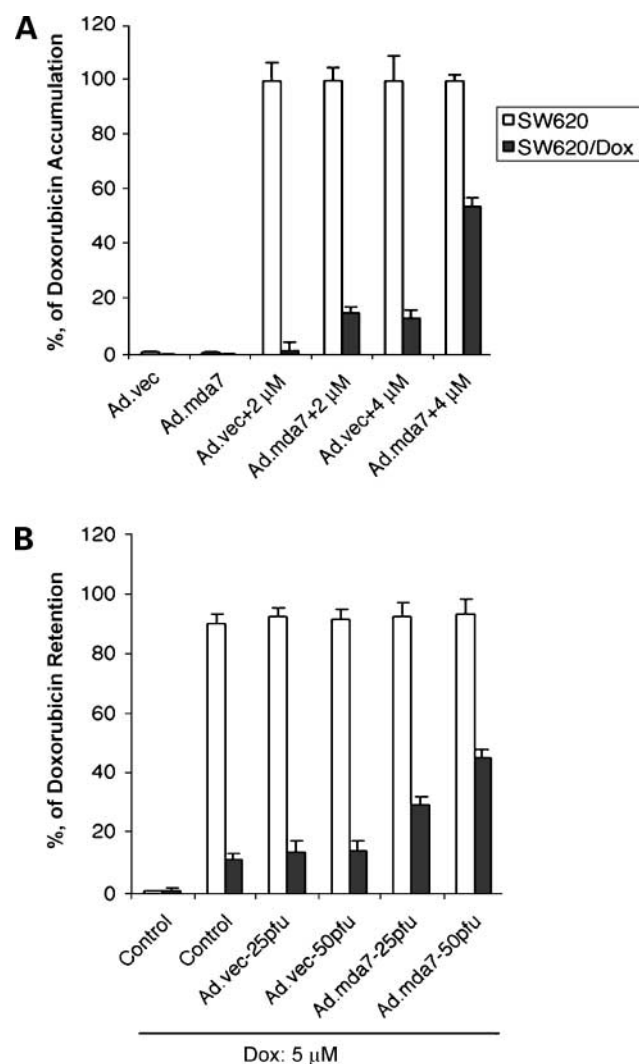 A
%, of Doxorubicin Accumulation
120
100
80
60
40
20
0
Ad.vec
Ad.mda7
Ad.vec+2 µM
Ad.mda7+2 µM
Ad.vec+4 µM
Ad.mda7+4 µM
SW620
SW620/Dox
B
%, of Doxorubicin Retention
120
100
80
60
40
20
0
Control
Control
Ad.vec-25pfu
Ad.vec-50pfu
Ad.mda7-25pfu
Ad.mda7-50pfu
Dox: 5 µM